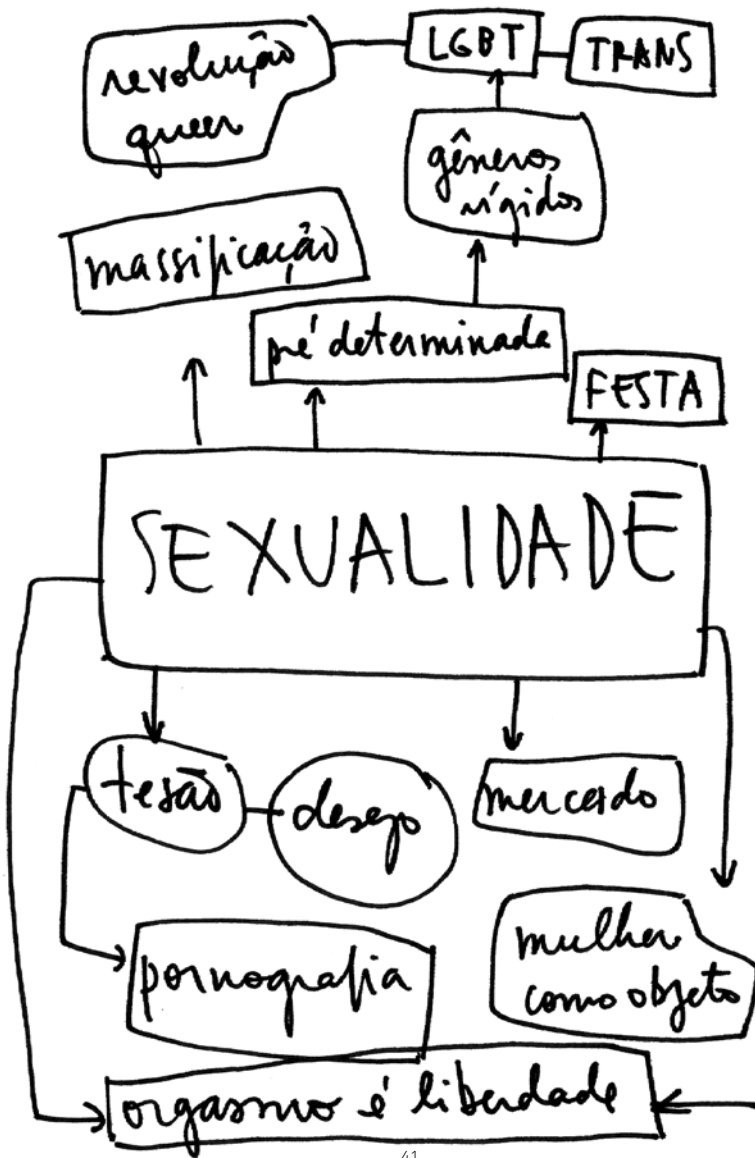 revolução
queer
LGBT
TRANS
gêneros
rígidos
massificação
pré determinada
FESTA
SEXUALIDADE
tesão
desejo
mercado
pornografia
mulher
como objeto
orgasmo é liberdade
41